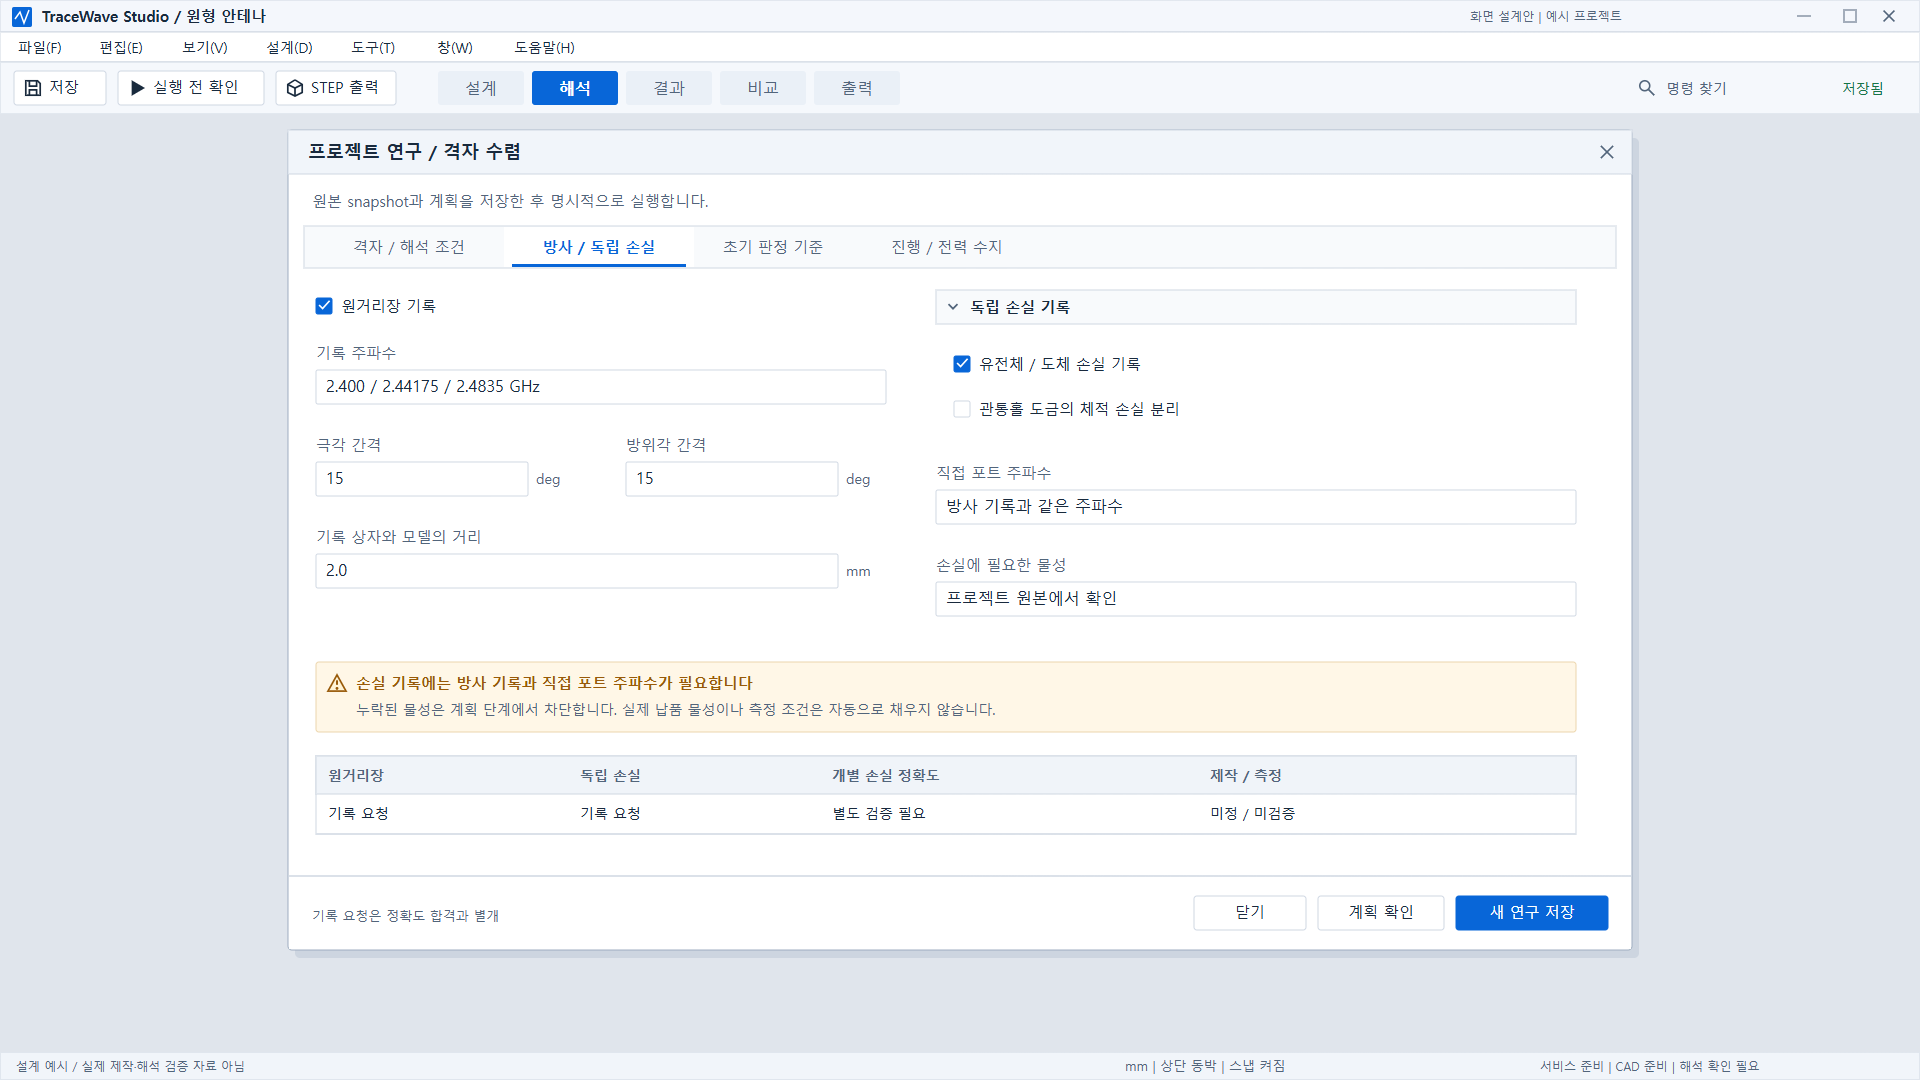 TraceWave Studio / 원형 안테나
화면 설계안 | 예시 프로젝트
파일(F) 편집(E) 보기(V) 설계(D) 도구(T) 창(W) 도움말(H)
저장 실행 전 확인 STEP 출력 설계 해석 결과 비교 출력 명령 찾기 저장됨
프로젝트 연구 / 격자 수렴
원본 snapshot과 계획을 저장한 후 명시적으로 실행합니다.
격자 / 해석 조건 방사 / 독립 손실 초기 판정 기준 진행 / 전력 수지
원거리장 기록
기록 주파수
2.400 / 2.44175 / 2.4835 GHz
극각 간격 방위각 간격
15 deg 15 deg
기록 상자와 모델의 거리
2.0 mm
독립 손실 기록
유전체 / 도체 손실 기록
관통홀 도금의 체적 손실 분리
직접 포트 주파수
방사 기록과 같은 주파수
손실에 필요한 물성
프로젝트 원본에서 확인
손실 기록에는 방사 기록과 직접 포트 주파수가 필요합니다
누락된 물성은 계획 단계에서 차단합니다. 실제 납품 물성이나 측정 조건은 자동으로 채우지 않습니다.
원거리장 독립 손실 개별 손실 정확도 제작 / 측정
기록 요청 기록 요청 별도 검증 필요 미정 / 미검증
기록 요청은 정확도 합격과 별개
닫기 계획 확인 새 연구 저장
설계 예시 / 실제 제작·해석 검증 자료 아님
mm | 상단 동박 | 스냅 켜짐
서비스 준비 | CAD 준비 | 해석 확인 필요